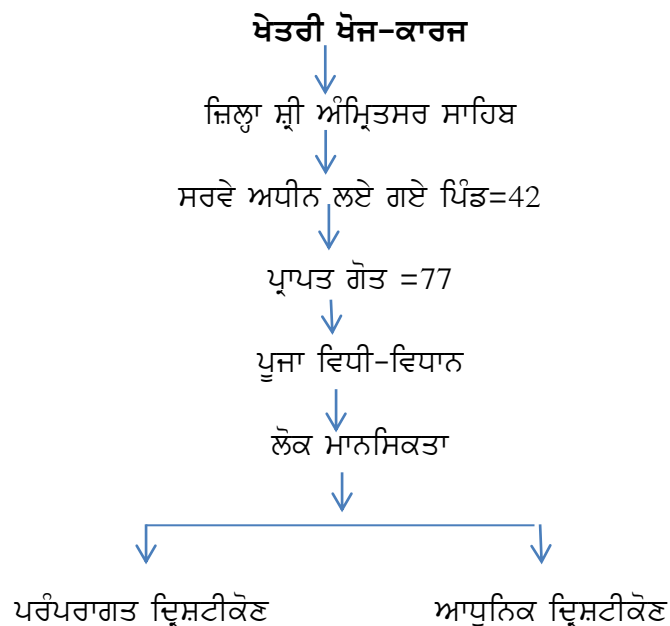 ਖੇਤਰੀ ਖੋਜ-ਕਾਰਜ
ਜ਼ਿਲ੍ਹਾ ਸ਼੍ਰੀ ਅੰਮ੍ਰਿਤਸਰ ਸਾਹਿਬ
ਸਰਵੇ ਅਧੀਨ ਲਏ ਗਏ ਪਿੰਡ=42
ਪ੍ਰਾਪਤ ਗੋਤ =77
ਪੂਜਾ ਵਿਧੀ-ਵਿਧਾਨ
ਲੋਕ ਮਾਨਸਿਕਤਾ
ਪਰੰਪਰਾਗਤ ਦ੍ਰਿਸ਼ਟੀਕੋਣ
ਆਧੁਨਿਕ ਦ੍ਰਿਸ਼ਟੀਕੋਣ